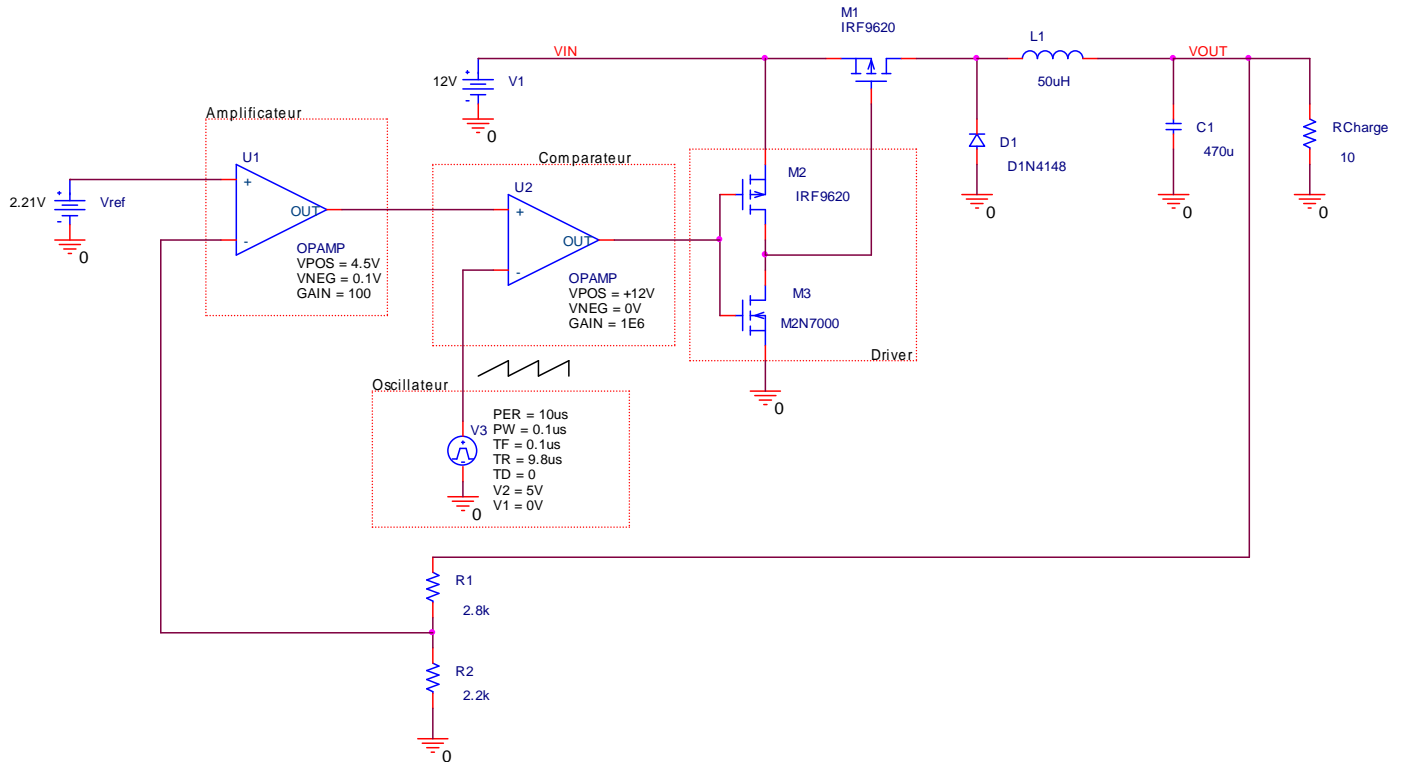 M1
IRF9620
L1
50uH
VIN
VOUT
12V
V1
0
Amplificateur
U1
+
-
OUT
OPAMP
VPOS = 4.5V
VNEG = 0.1V
GAIN = 100
2.21V
Vref
0
Comparateur
U2
+
-
OUT
OPAMP
VPOS = +12V
VNEG = 0V
GAIN = 1E6
M2
IRF9620
M3
M2N7000
Driver
0
D1
D1N4148
0
C1
470u
0
RCharge
10
0
Oscillateur
V3
PER = 10us
PW = 0.1us
TF = 0.1us
TR = 9.8us
TD = 0
V2 = 5V
V1 = 0V
0
R1
2.8k
R2
2.2k
0